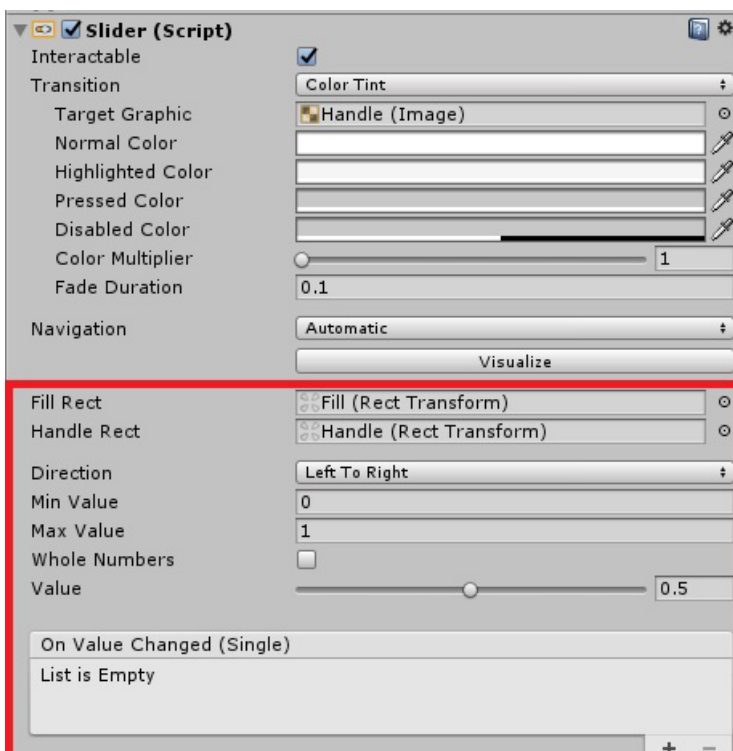 Slider (Script)
Interactable
Transition Color Tint
Target Graphic Handle (Image)
Normal Color
Highlighted Color
Pressed Color
Disabled Color
Color Multiplier 1
Fade Duration 0.1
Navigation Automatic
Visualize
Fill Rect Fill (Rect Transform)
Handle Rect Handle (Rect Transform)
Direction Left To Right
Min Value 0
Max Value 1
Whole Numbers
Value 0.5
On Value Changed (Single)
List is Empty